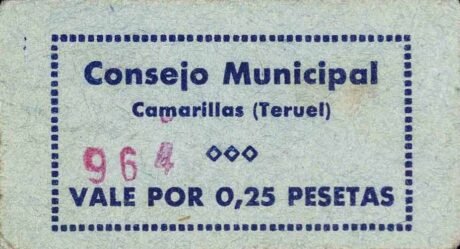 Consejo Municipal
Camarillas (Teruel)
964
VALE POR 0,25 PESETAS